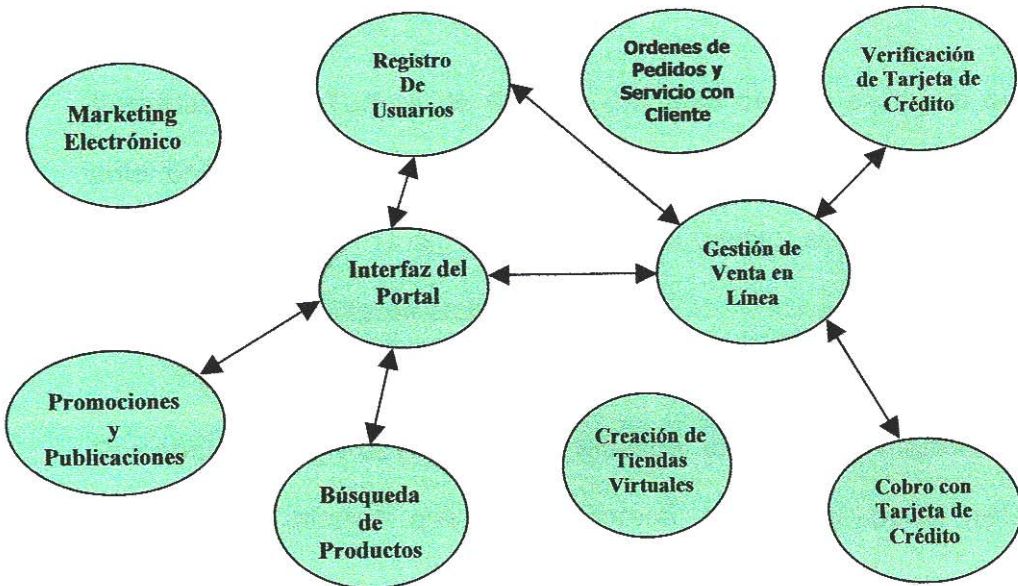 Marketing
Electrónico
Registro
De
Usuarios
Ordenes de
Pedidos y
Servicio con
Cliente
Verificación
de Tarjeta de
Crédito
Interfaz del
Portal
Gestión de
Venta en
Línea
Promociones
y
Publicaciones
Búsqueda
de
Productos
Creación de
Tiendas
Virtuales
Cobro con
Tarjeta de
Crédito